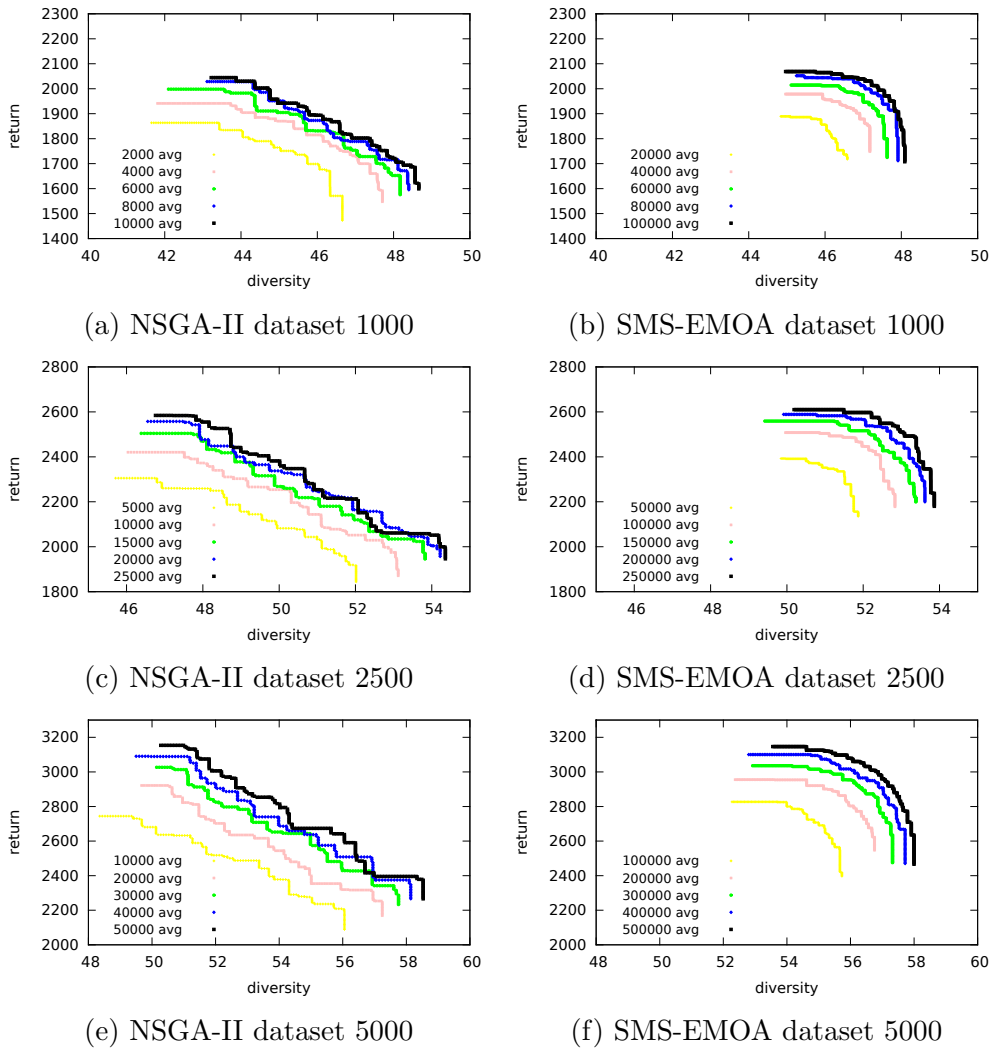 2300
2200
2100
2000
1900
1800
1700
1600
1500
1400
return
2000 avg
4000 avg
6000 avg
8000 avg
10000 avg
40 42 44 46 48 50
diversity
(a) NSGA-II dataset 1000
2300
2200
2100
2000
1900
1800
1700
1600
1500
1400
return
20000 avg
40000 avg
60000 avg
80000 avg
100000 avg
40 42 44 46 48 50
diversity
(b) SMS-EMOA dataset 1000
2800
2600
2400
2200
2000
1800
return
5000 avg
10000 avg
15000 avg
20000 avg
25000 avg
46 48 50 52 54
diversity
(c) NSGA-II dataset 2500
2800
2600
2400
2200
2000
1800
return
50000 avg
100000 avg
150000 avg
200000 avg
250000 avg
46 48 50 52 54
diversity
(d) SMS-EMOA dataset 2500
3200
3000
2800
2600
2400
2200
2000
return
10000 avg
20000 avg
30000 avg
40000 avg
50000 avg
48 50 52 54 56 58 60
diversity
(e) NSGA-II dataset 5000
3200
3000
2800
2600
2400
2200
2000
return
100000 avg
200000 avg
300000 avg
400000 avg
500000 avg
48 50 52 54 56 58 60
diversity
(f) SMS-EMOA dataset 5000